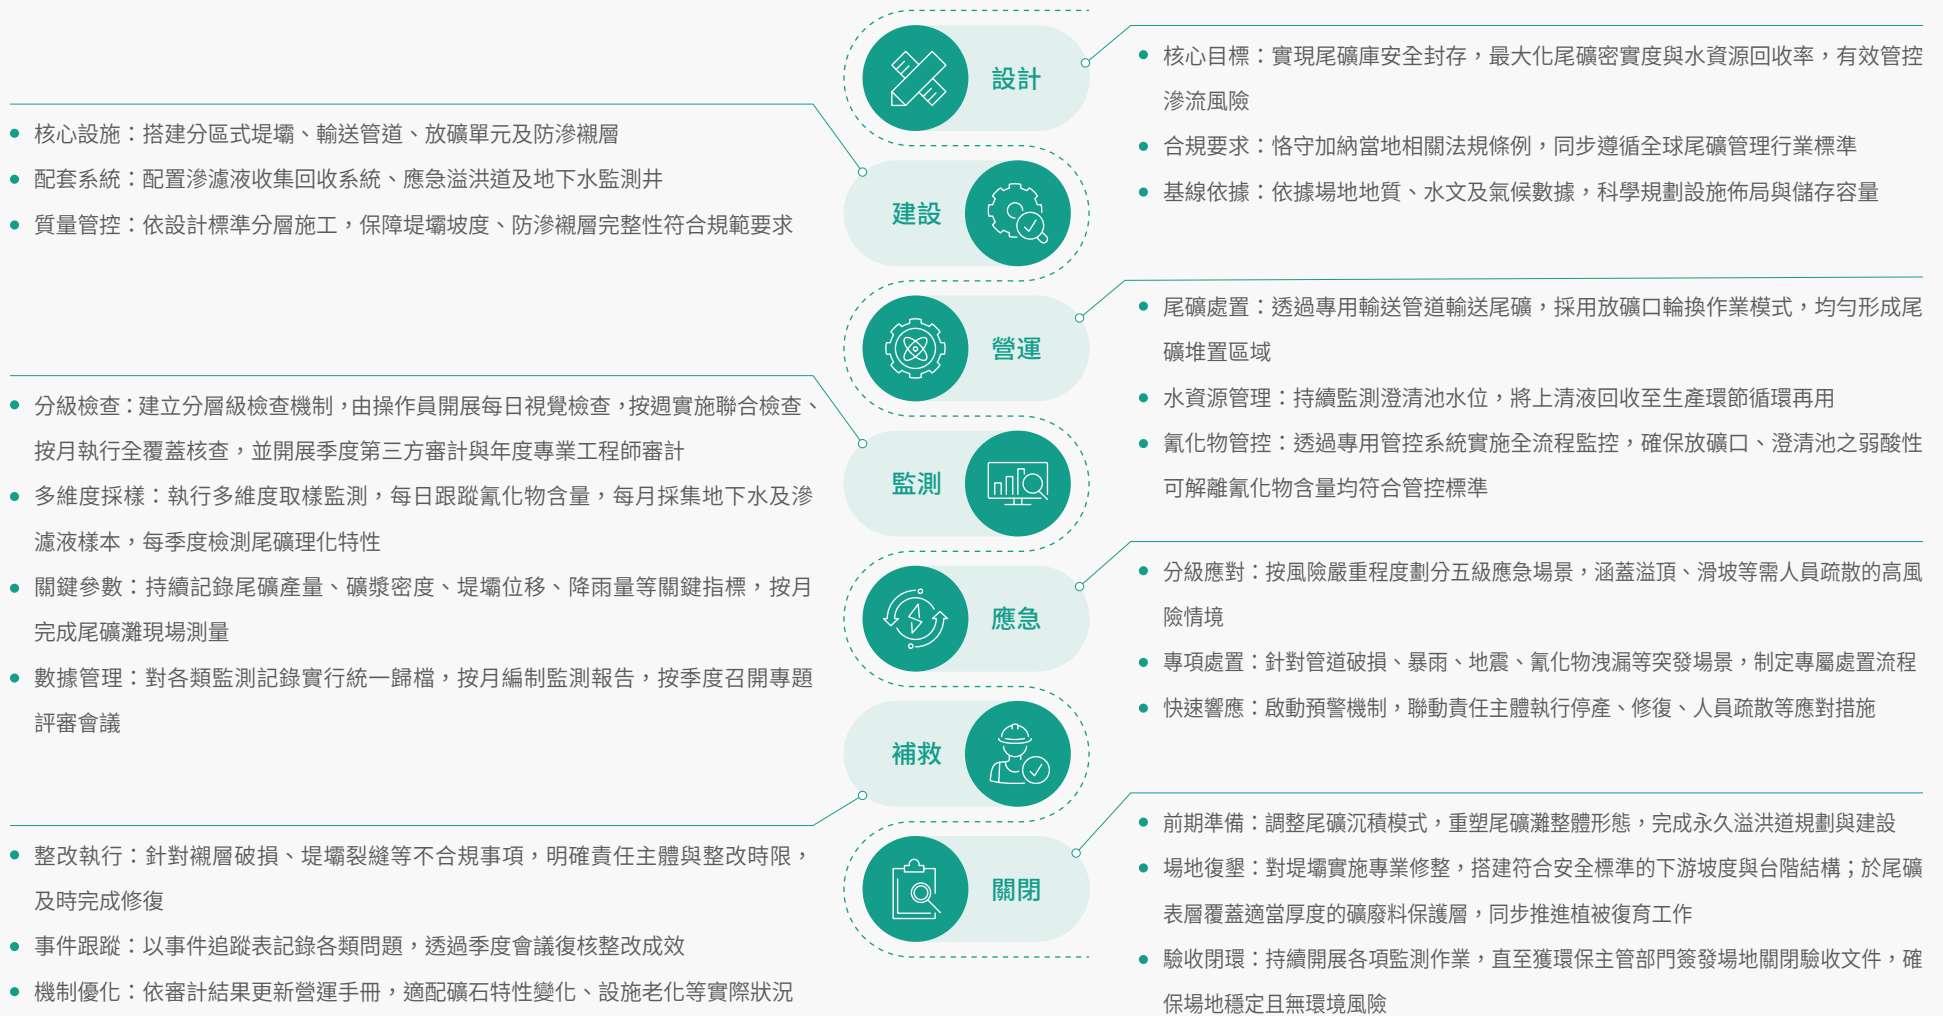 設計
核心目標：實現尾礦庫安全封存，最大化尾礦密實度與水資源回收率，有效管控
滲流風險
合規要求：恪守加納當地相關法規條例，同步遵循全球尾礦管理行業標準
基線依據：依據場地地質、水文及氣候數據，科學規劃設施佈局與儲存容量
建設
核心設施：搭建分區式堤壩、輸送管道、放礦單元及防滲襯層
配套系統：配置滲濾液收集回收系統、應急溢洪道及地下水監測井
質量管控：依設計標準分層施工，保障堤壩坡度、防滲襯層完整性符合規範要求
營運
尾礦處置：透過專用輸送管道輸送尾礦，採用放礦口輪換作業模式，均勻形成尾
礦堆置區域
水資源管理：持續監測澄清池水位，將上清液回收至生產環節循環再用
氰化物管控：透過專用管控系統實施全流程監控，確保放礦口、澄清池之弱酸性
可解離氰化物含量均符合管控標準
監測
分級檢查：建立分層級檢查機制，由操作員開展每日視覺檢查，按週實施聯合檢查、
按月執行全覆蓋核查，並開展季度第三方審計與年度專業工程師審計
多維度採樣：執行多維度取樣監測，每日跟蹤氰化物含量，每月採集地下水及滲
濾液樣本，每季度檢測尾礦理化特性
關鍵參數：持續記錄尾礦產量、礦漿密度、堤壩位移、降雨量等關鍵指標，按月
完成尾礦灘現場測量
數據管理：對各類監測記錄實行統一歸檔，按月編制監測報告，按季度召開專題
評審會議
應急
分級應對：按風險嚴重程度劃分五級應急場景，涵蓋溢頂、滑坡等需人員疏散的高風
險情境
專項處置：針對管道破損、暴雨、地震、氰化物洩漏等突發場景，制定專屬處置流程
快速響應：啟動預警機制，聯動責任主體執行停產、修復、人員疏散等應對措施
補救
整改執行：針對襯層破損、堤壩裂縫等不合規事項，明確責任主體與整改時限，
及時完成修復
事件跟蹤：以事件追蹤表記錄各類問題，透過季度會議復核整改成效
機制優化：依審計結果更新營運手冊，適配礦石特性變化、設施老化等實際狀況
關閉
前期準備：調整尾礦沉積模式，重塑尾礦灘整體形態，完成永久溢洪道規劃與建設
場地復墾：對堤壩實施專業修整，搭建符合安全標準的下游坡度與台階結構；於尾礦
表層覆蓋適當厚度的礦廢料保護層，同步推進植被復育工作
驗收閉環：持續開展各項監測作業，直至獲環保主管部門簽發場地關閉驗收文件，確
保場地穩定且無環境風險